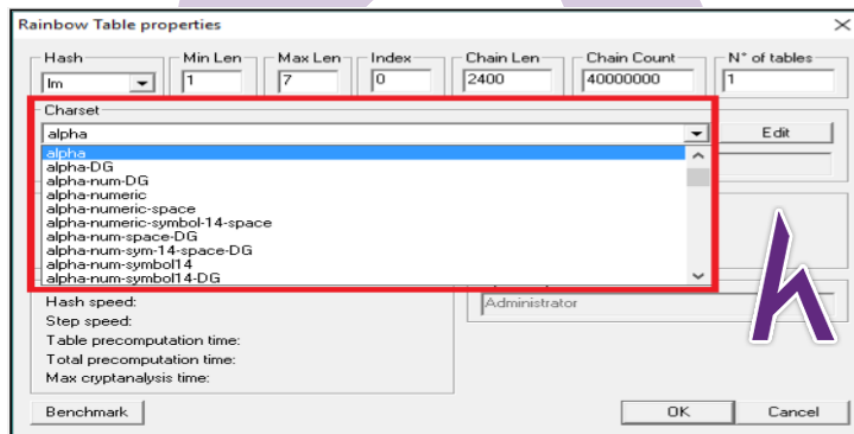 Rainbow Table properties
Hash Min Len Max Len Index Chain Len Chain Count N° of tables
lm 1 7 0 2400 40000000 1
Charset
alpha Edit
alpha
alpha-DG
alpha-num-DG
alpha-numeric
alpha-numeric-space
alpha-numeric-symbol-14-space
alpha-num-space-DG
alpha-num-sym-14-space-DG
alpha-num-symbol14
alpha-num-symbol14-DG
Hash speed:
Administrator
Step speed:
Table precomputation time:
Total precomputation time:
Max cryptanalysis time:
Benchmark OK Cancel